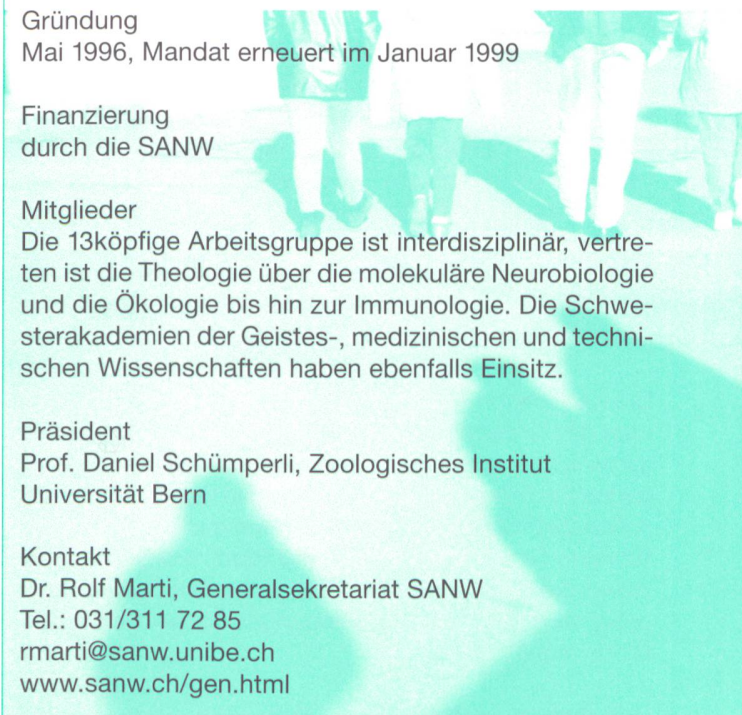 Gründung
Mai 1996, Mandat erneuert im Januar 1999
Finanzierung
durch die SANW
Mitglieder
Die 13köpfige Arbeitsgruppe ist interdisziplinär, vertre-
ten ist die Theologie über die molekuläre Neurobiologie
und die Ökologie bis hin zur Immunologie. Die Schwe-
sterakademien der Geistes-, medizinischen und techni-
schen Wissenschaften haben ebenfalls Einsitz.
Präsident
Prof. Daniel Schümperli, Zoologisches Institut
Universität Bern
Kontakt
Dr. Rolf Marti, Generalsekretariat SANW
Tel.: 031/311 72 85
rmarti@sanw.unibe.ch
www.sanw.ch/gen.html